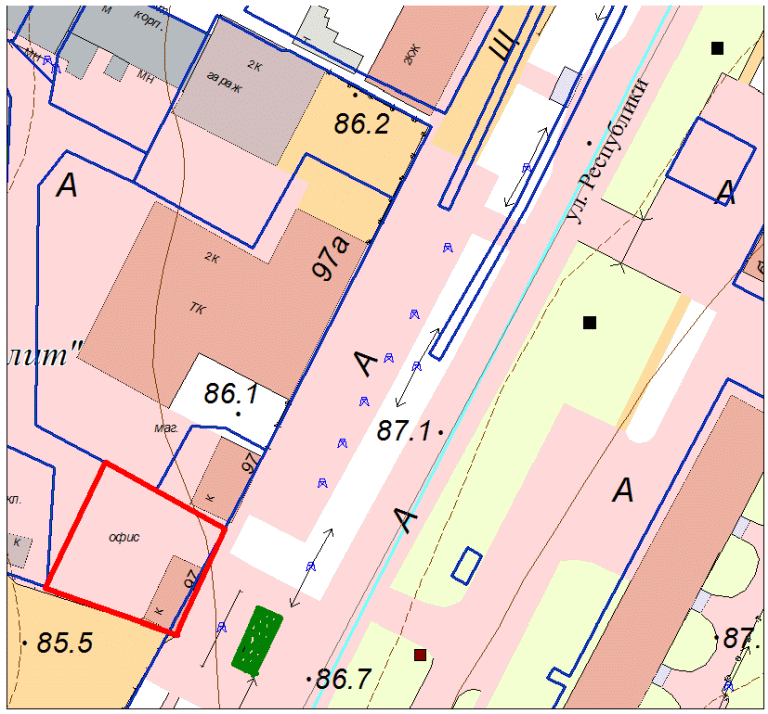 М
корп.
МН
МН
2К
гараж
86.2
2КЖ
Щ
ул. Республики
А
А
97а
2К
ТК
лит"
86.1
маг.
А
87.1
97
К
А
А
кл.
К
офис
97
К
85.5
86.7
87.